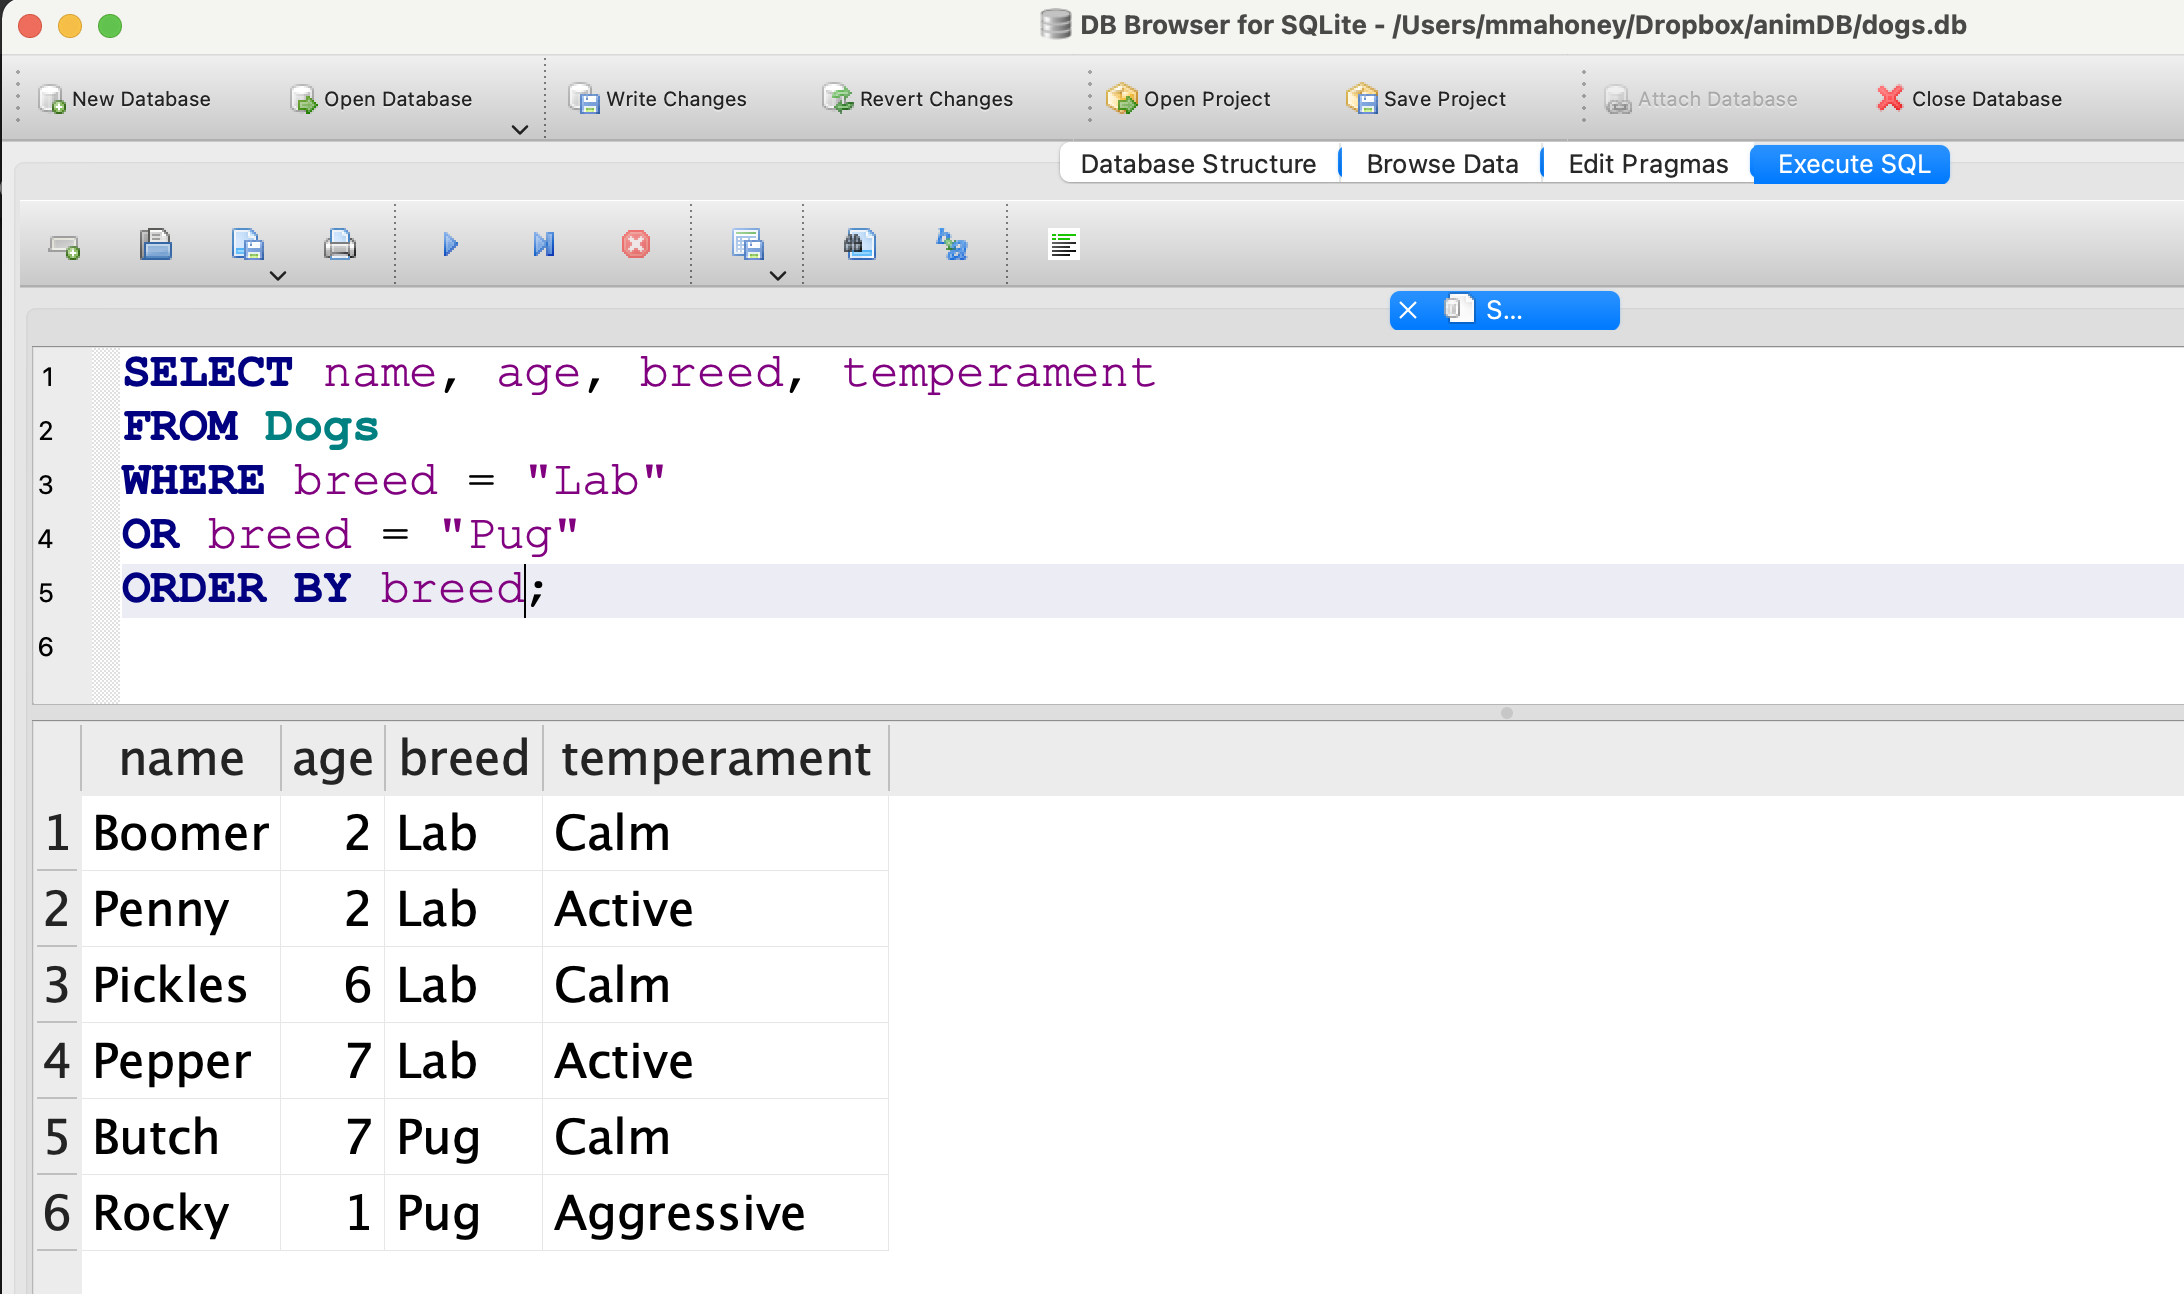 DB Browser for SQLite - /Users/mmahoney/Dropbox/animDB/dogs.db
New Database Open Database Write Changes Revert Changes Open Project Save Project Attach Database Close Database
Database Structure Browse Data Edit Pragmas Execute SQL
S...
1 SELECT name, age, breed, temperament
2 FROM Dogs
3 WHERE breed = "Lab"
4 OR breed = "Pug"
5 ORDER BY breed;
6
name age breed temperament
1 Boomer 2 Lab Calm
2 Penny 2 Lab Active
3 Pickles 6 Lab Calm
4 Pepper 7 Lab Active
5 Butch 7 Pug Calm
6 Rocky 1 Pug Aggressive